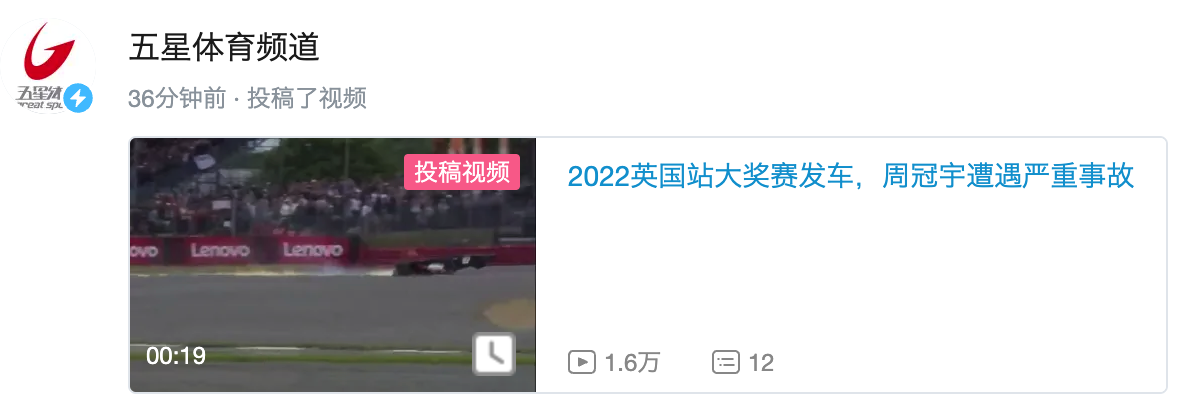 五星体育频道
五星体
36分钟前 · 投稿了视频
投稿视频
2022英国站大奖赛发车，周冠宇遭遇严重事故
ovo Lenovo Lenovo
00:19
1.6万
12